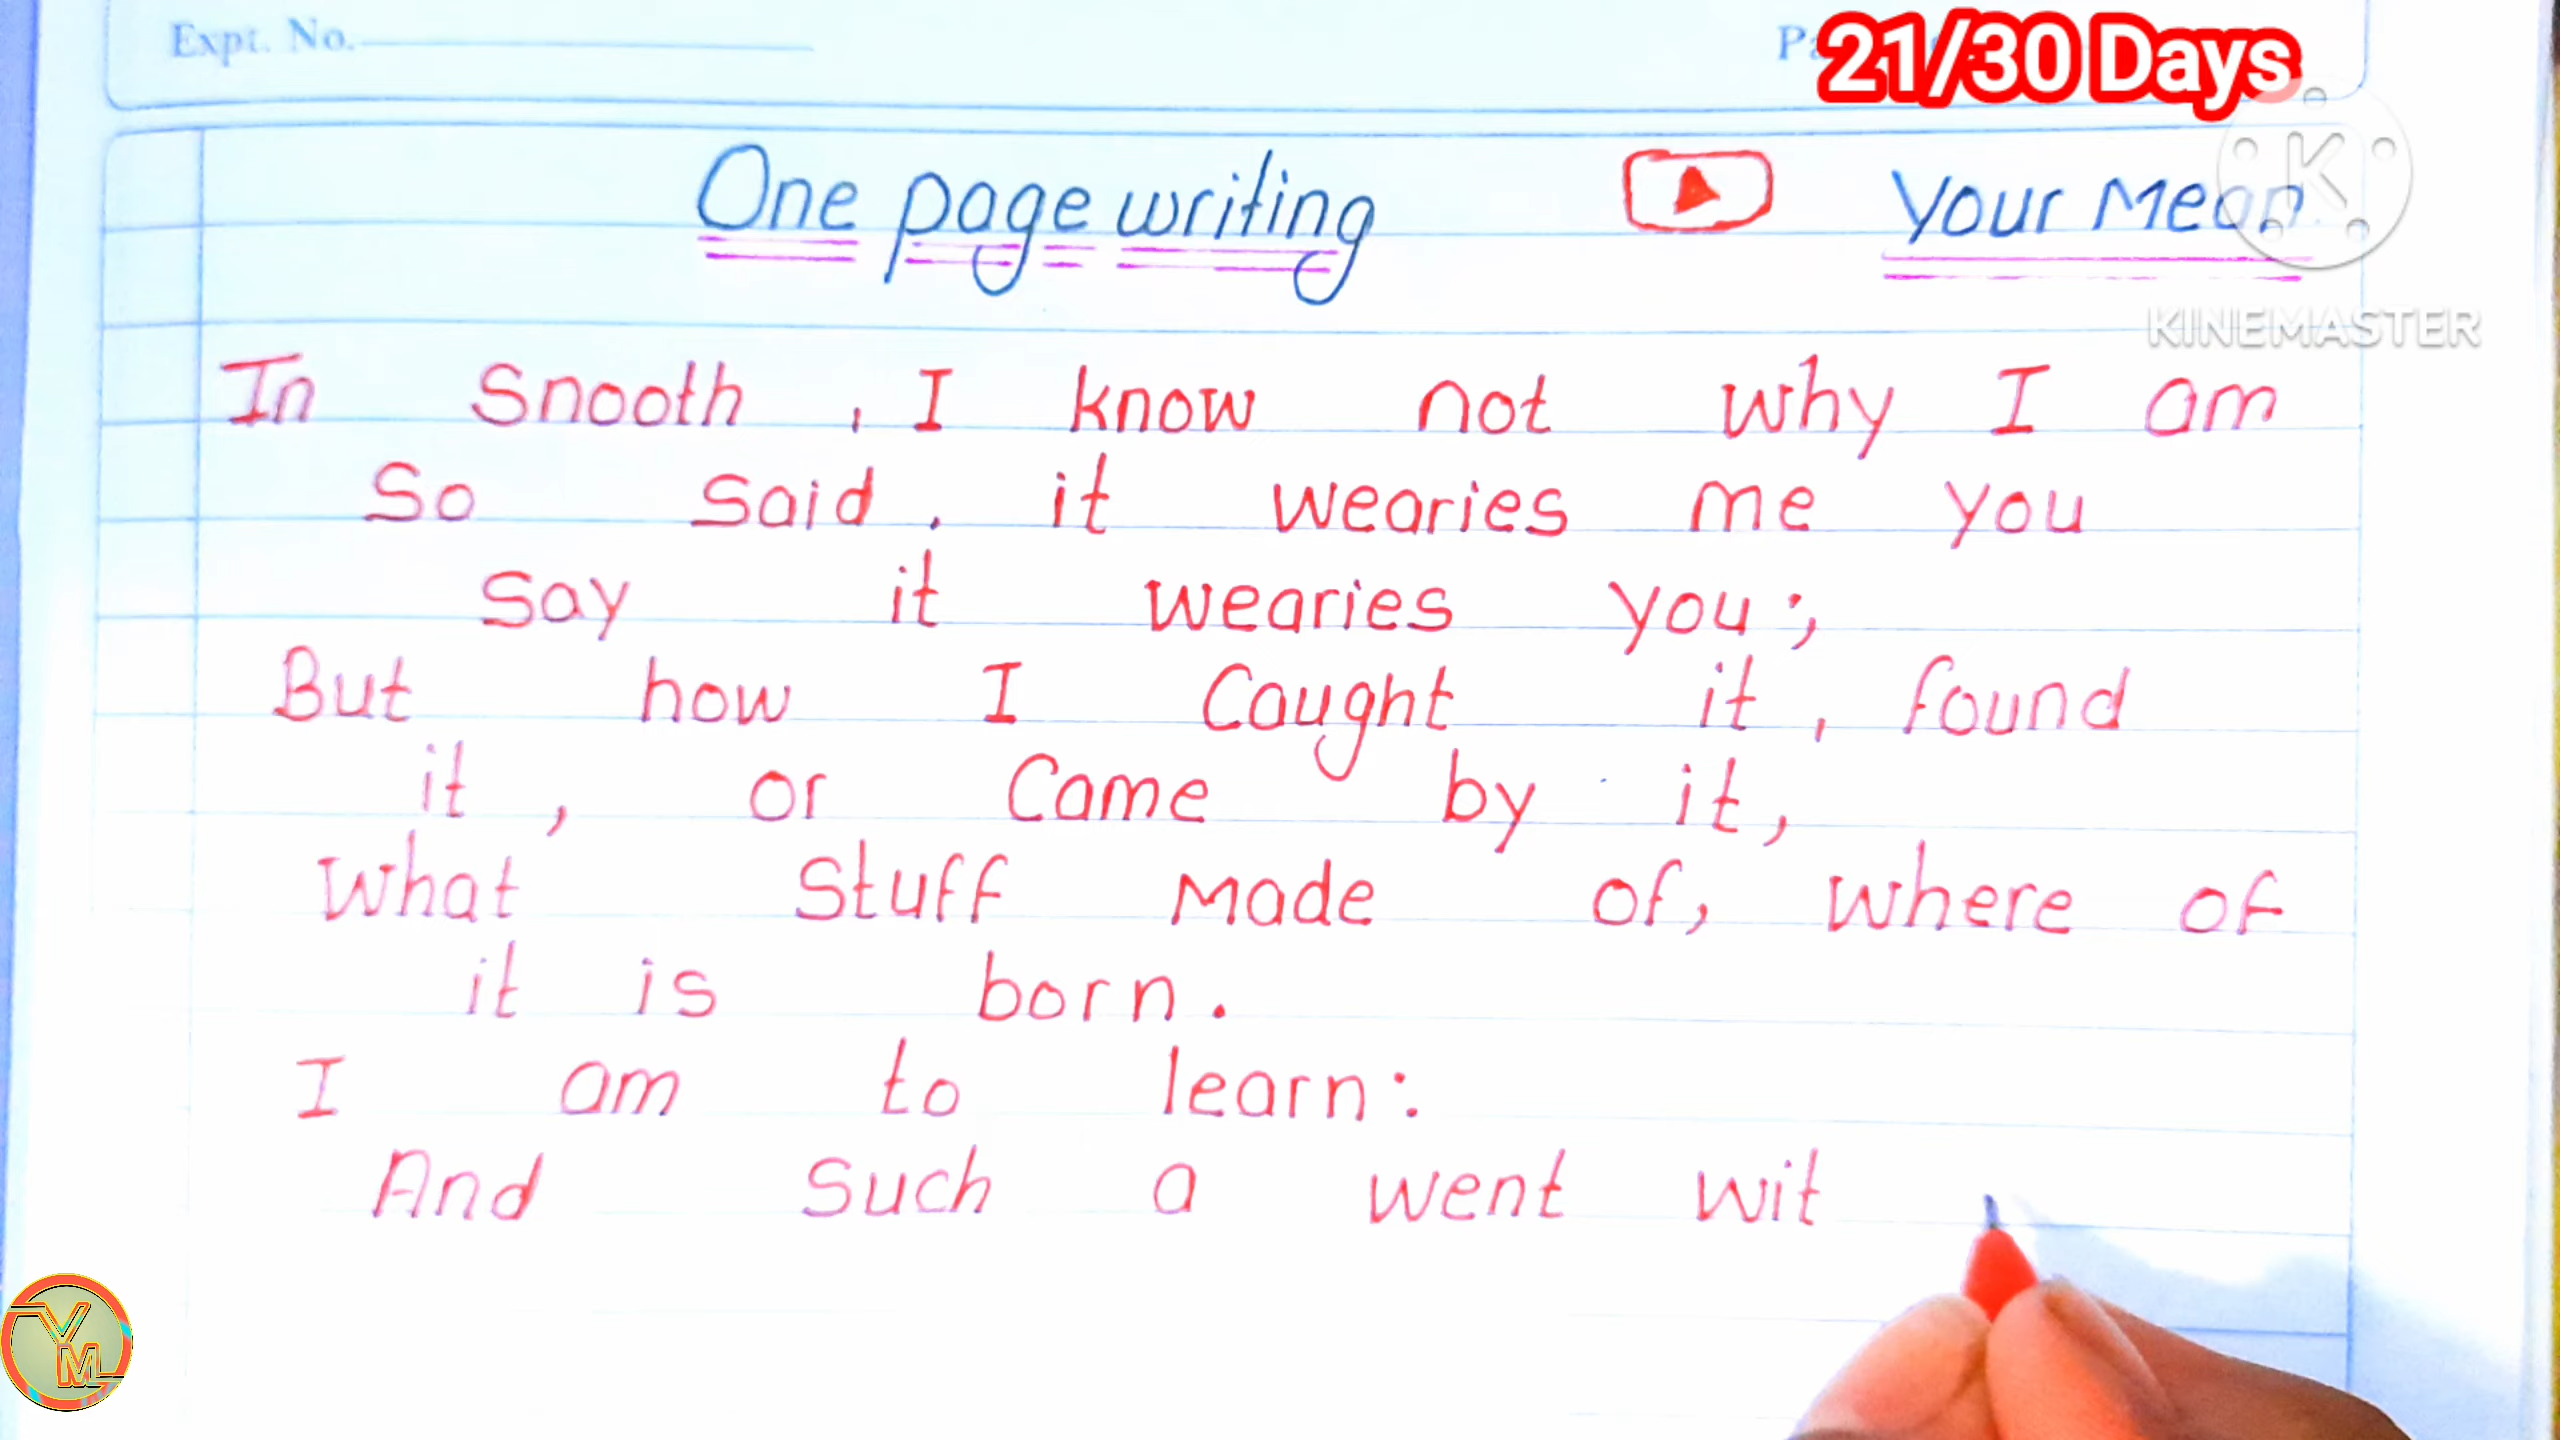 Expt. No.
21/30 Days
One page writing
Your Mean
KINEMASTER
In Snooth, I know not why I am
So said. it wearies me you
Say it wearies you;
But how I Caught it, found
it, or Came by it,
What Stuff Made of, where of
it is born.
I am to learn:
And Such a went wit
YM